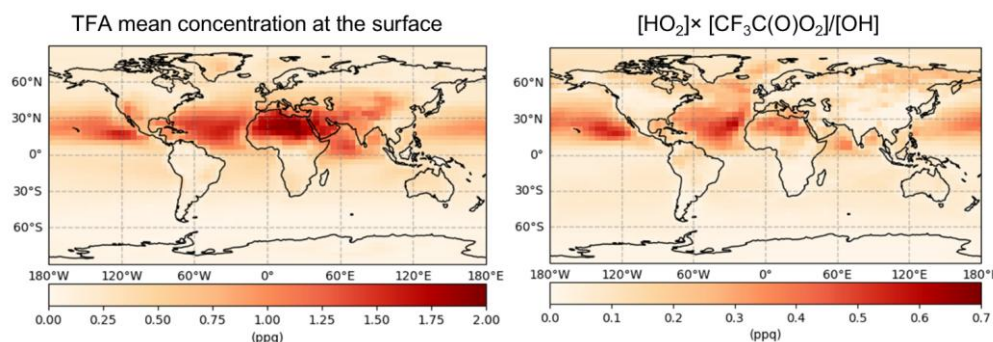 TFA mean concentration at the surface
60°N
30°N
0°
30°S
60°S
180°W 120°W 60°W 0° 60°E 120°E 180°E
0.00 0.25 0.50 0.75 1.00 1.25 1.50 1.75 2.00
(ppq)
[HO₂]× [CF₃C(O)O₂]/[OH]
60°N
30°N
0°
30°S
60°S
180°W 120°W 60°W 0° 60°E 120°E 180°E
0.0 0.1 0.2 0.3 0.4 0.5 0.6 0.7
(ppq)